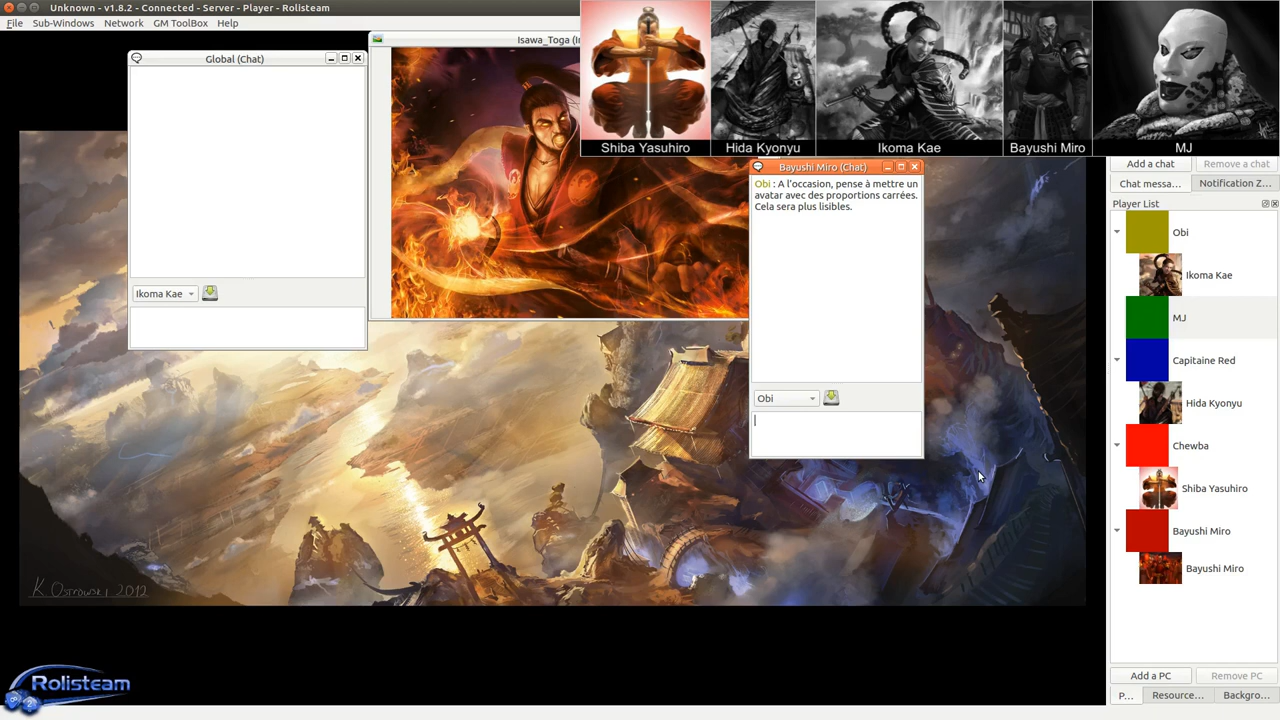 Unknown - v1.8.2 - Connected - Server - Player - Rolisteam
File Sub-Windows Network GM ToolBox Help
Global (Chat)
Isawa_Toga (I
Shiba Yasuhiro
Hida Kyonyu
Ikoma Kae
Bayushi Miro
MJ
Bayushi Miro (Chat)
Obi : A l'occasion, pense à mettre un
avatar avec des proportions carrées.
Cela sera plus lisibles.
Ikoma Kae
Obi
Add a chat
Remove a chat
Chat messa...
Notification Z...
Player List
Obi
Ikoma Kae
MJ
Capitaine Red
Hida Kyonyu
Chewba
Shiba Yasuhiro
Bayushi Miro
Bayushi Miro
K Ostrowski 2012
Rolisteam
Add a PC
Remove PC
P...
Resource...
Backgro...